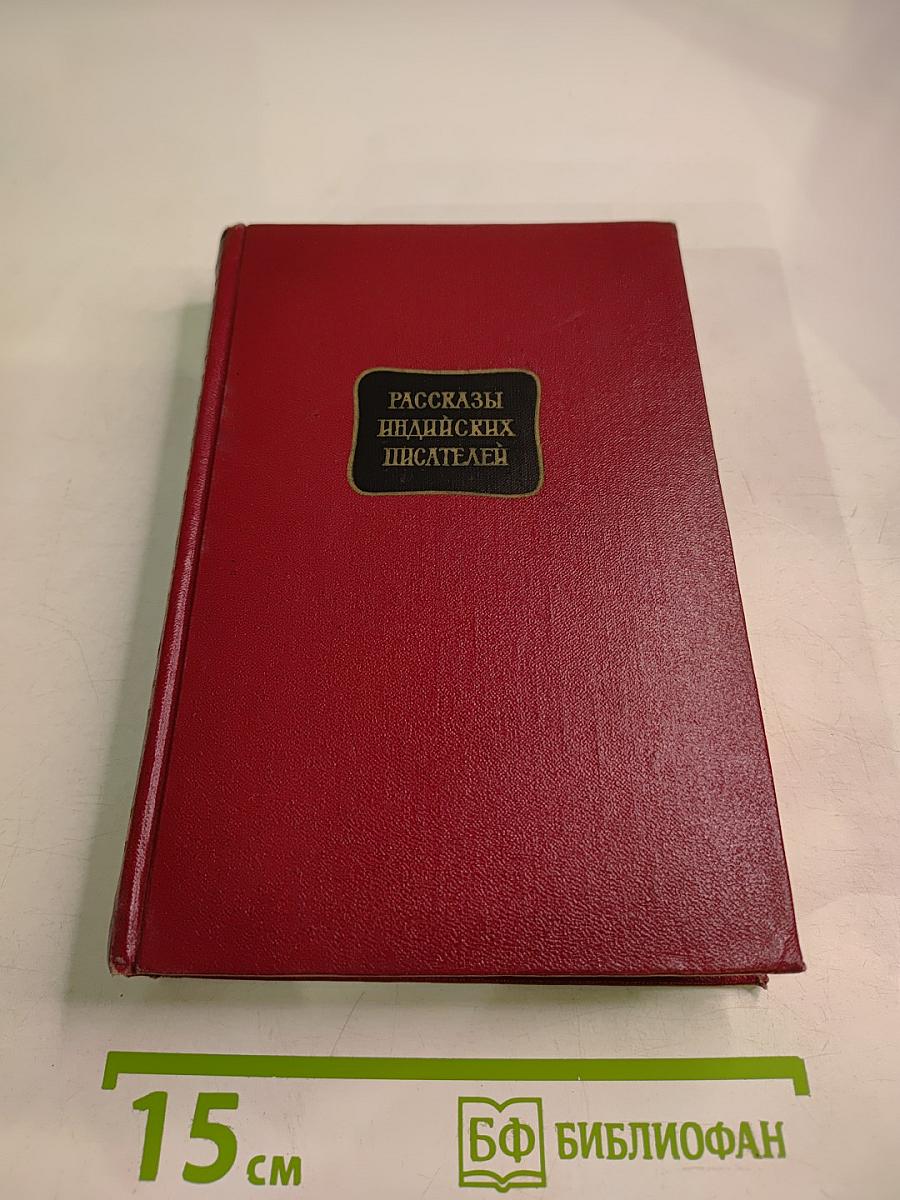 РАССКАЗЫ
ИНДИЙСКИХ
ПИСАТЕЛЕЙ
15 см
БФ БИБЛИОФАН